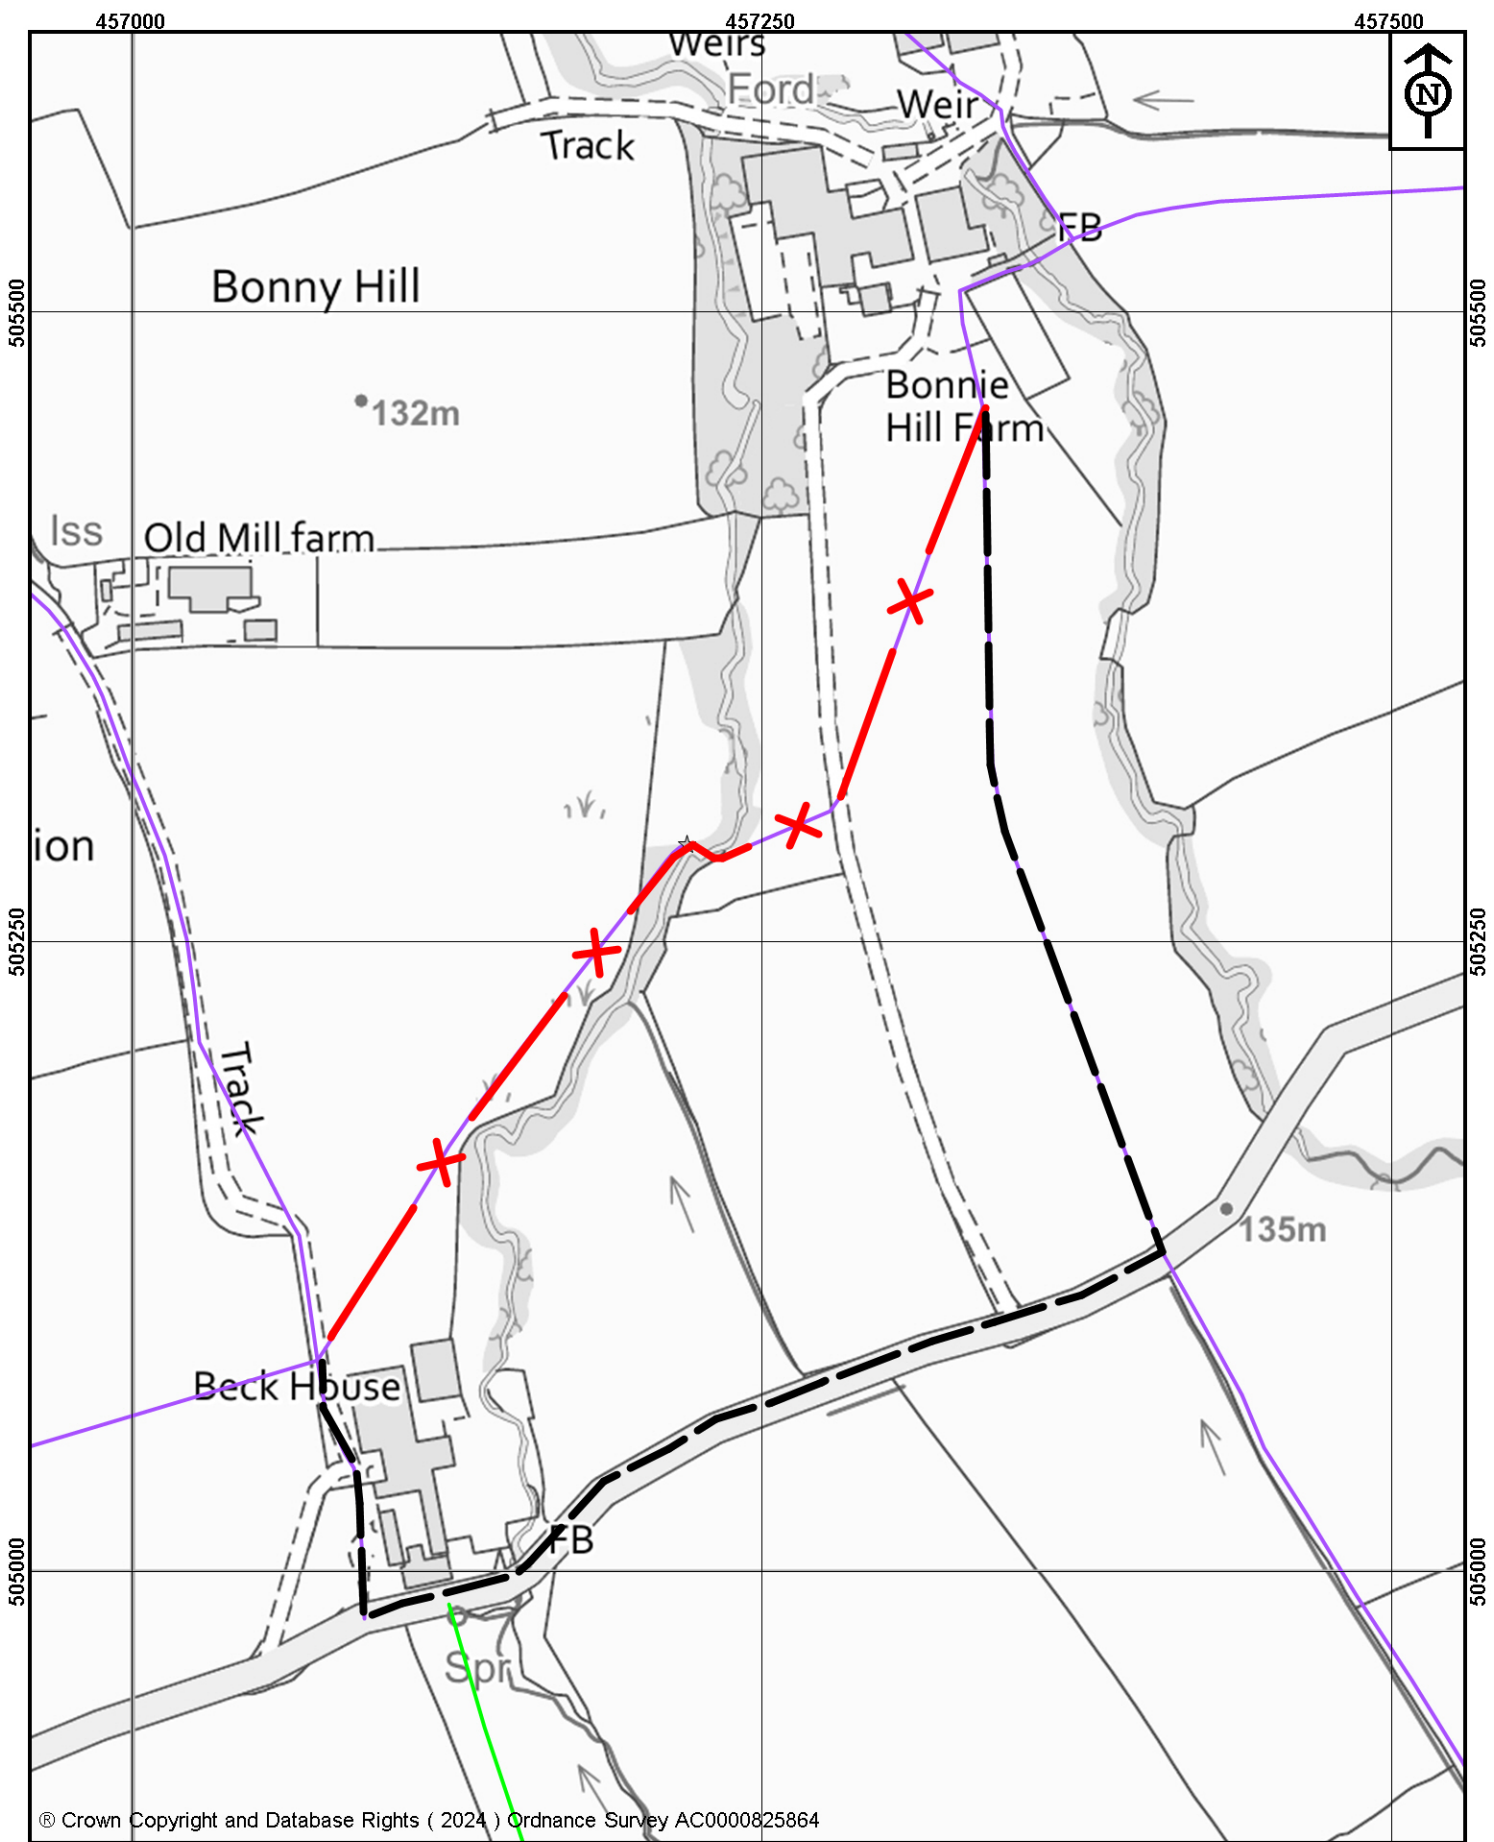 457000
457250
457500
Weirs
Ford
Weir
N
Track
FB
Bonny Hill
505500
505500
Bonnie
Hill Farm
132m
Iss
Old Mill farm
ion
505250
505250
Track
135m
Beck House
FB
505000
505000
Spr
® Crown Copyright and Database Rights ( 2024 ) Ordnance Survey AC0000825864